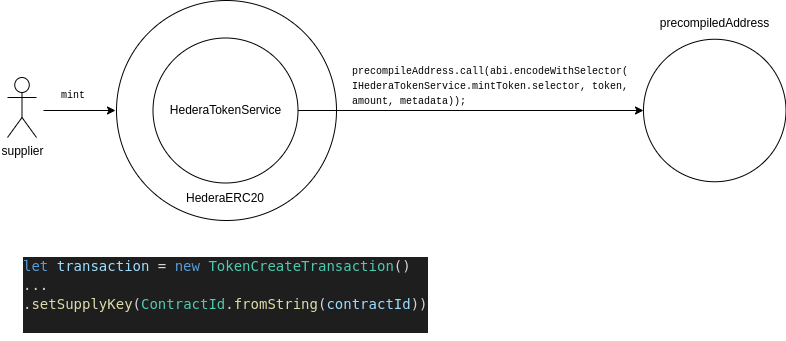 precompiledAddress
precompileAddress.call(abi.encodeWithSelector(
IHederaTokenService.mintToken.selector, token,
amount, metadata));
mint
HederaTokenService
supplier
HederaERC20
let transaction = new TokenCreateTransaction()
...
.setSupplyKey(ContractId.fromString(contractId))